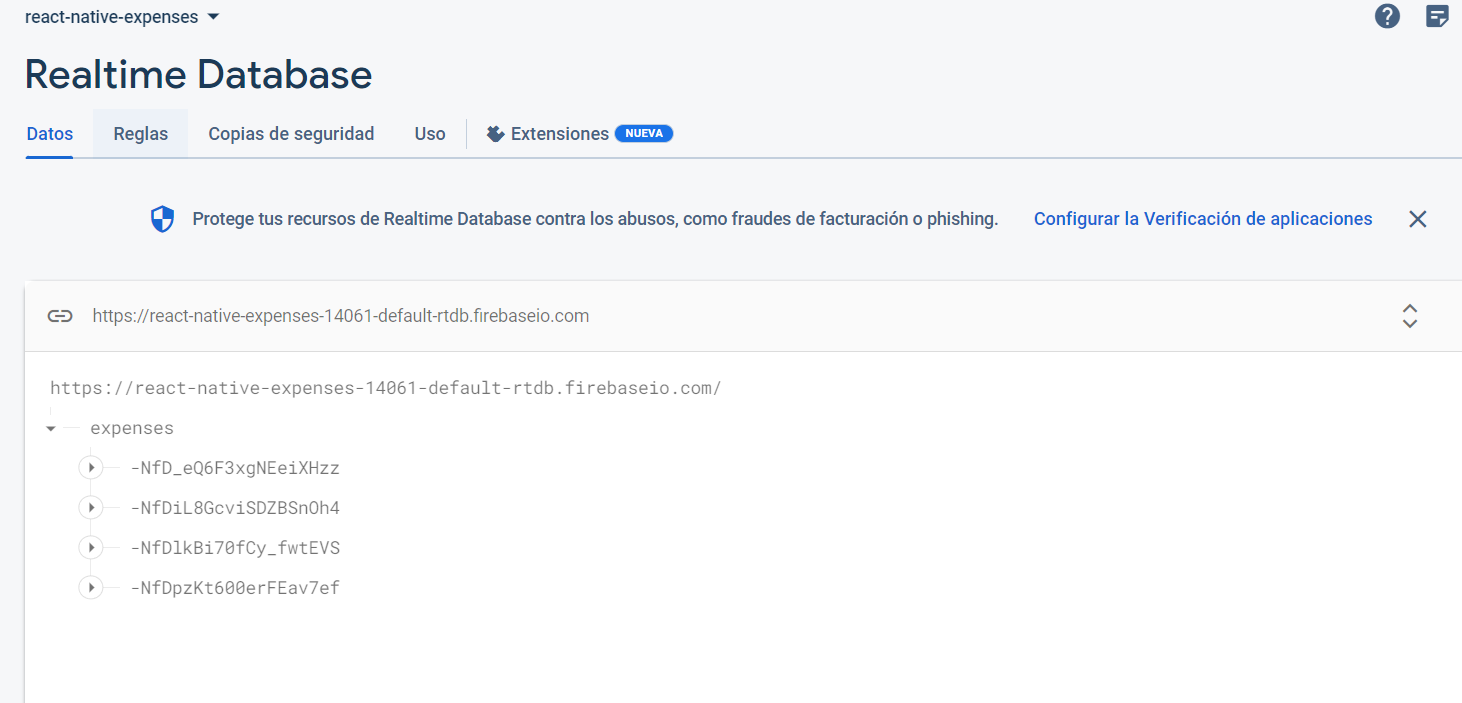 react-native-expenses
Realtime Database
Datos Reglas Copias de seguridad Uso Extensiones NUEVA
Protege tus recursos de Realtime Database contra los abusos, como fraudes de facturación o phishing. Configurar la Verificación de aplicaciones
https://react-native-expenses-14061-default-rtdb.firebaseio.com
https://react-native-expenses-14061-default-rtdb.firebaseio.com/
expenses
-NfD_eQ6F3xgNEeiXHzz
-NfDiL8GcviSDZBSnOh4
-NfDlkBi70fCy_fwtEVS
-NfDpzKt600erFEav7ef